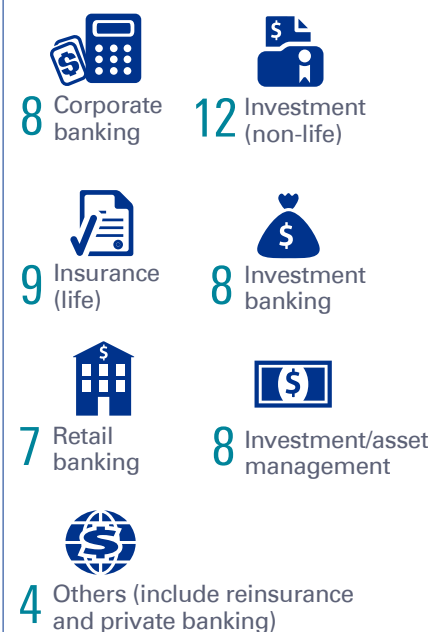 8 Corporate
banking
12 Investment
(non-life)
9 Insurance
(life)
8 Investment
banking
7 Retail
banking
8 Investment/asset
management
4 Others (include reinsurance
and private banking)